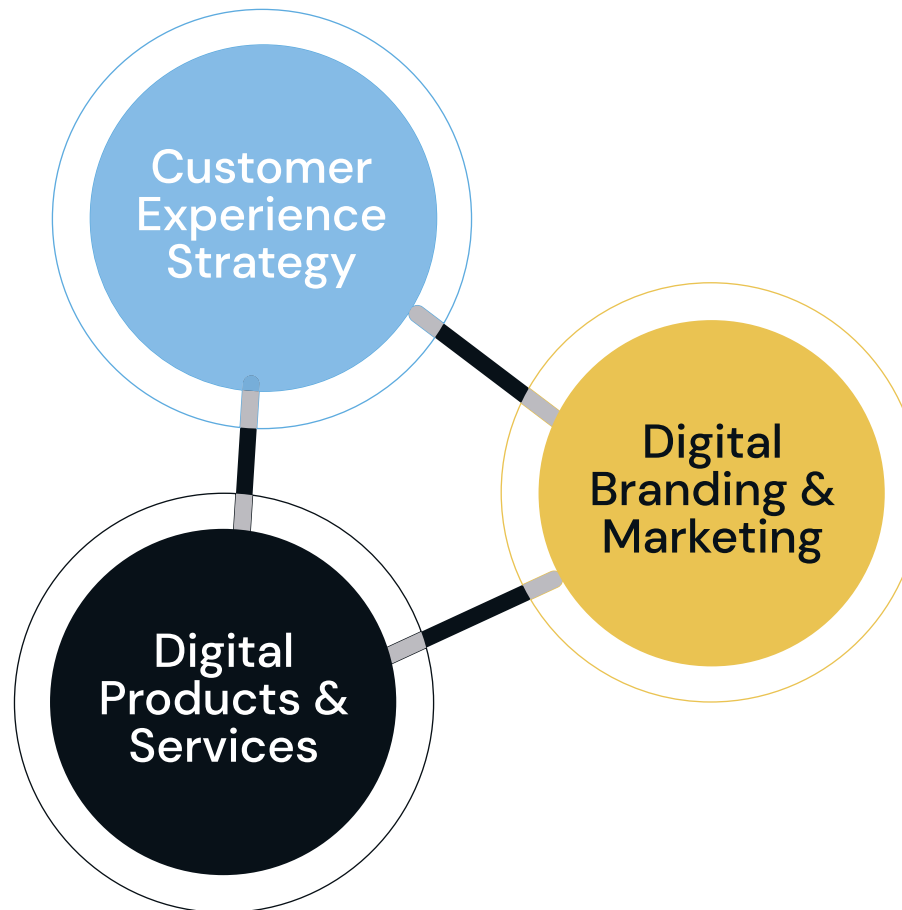 Customer
Experience
Strategy
Digital
Branding &
Marketing
Digital
Products &
Services